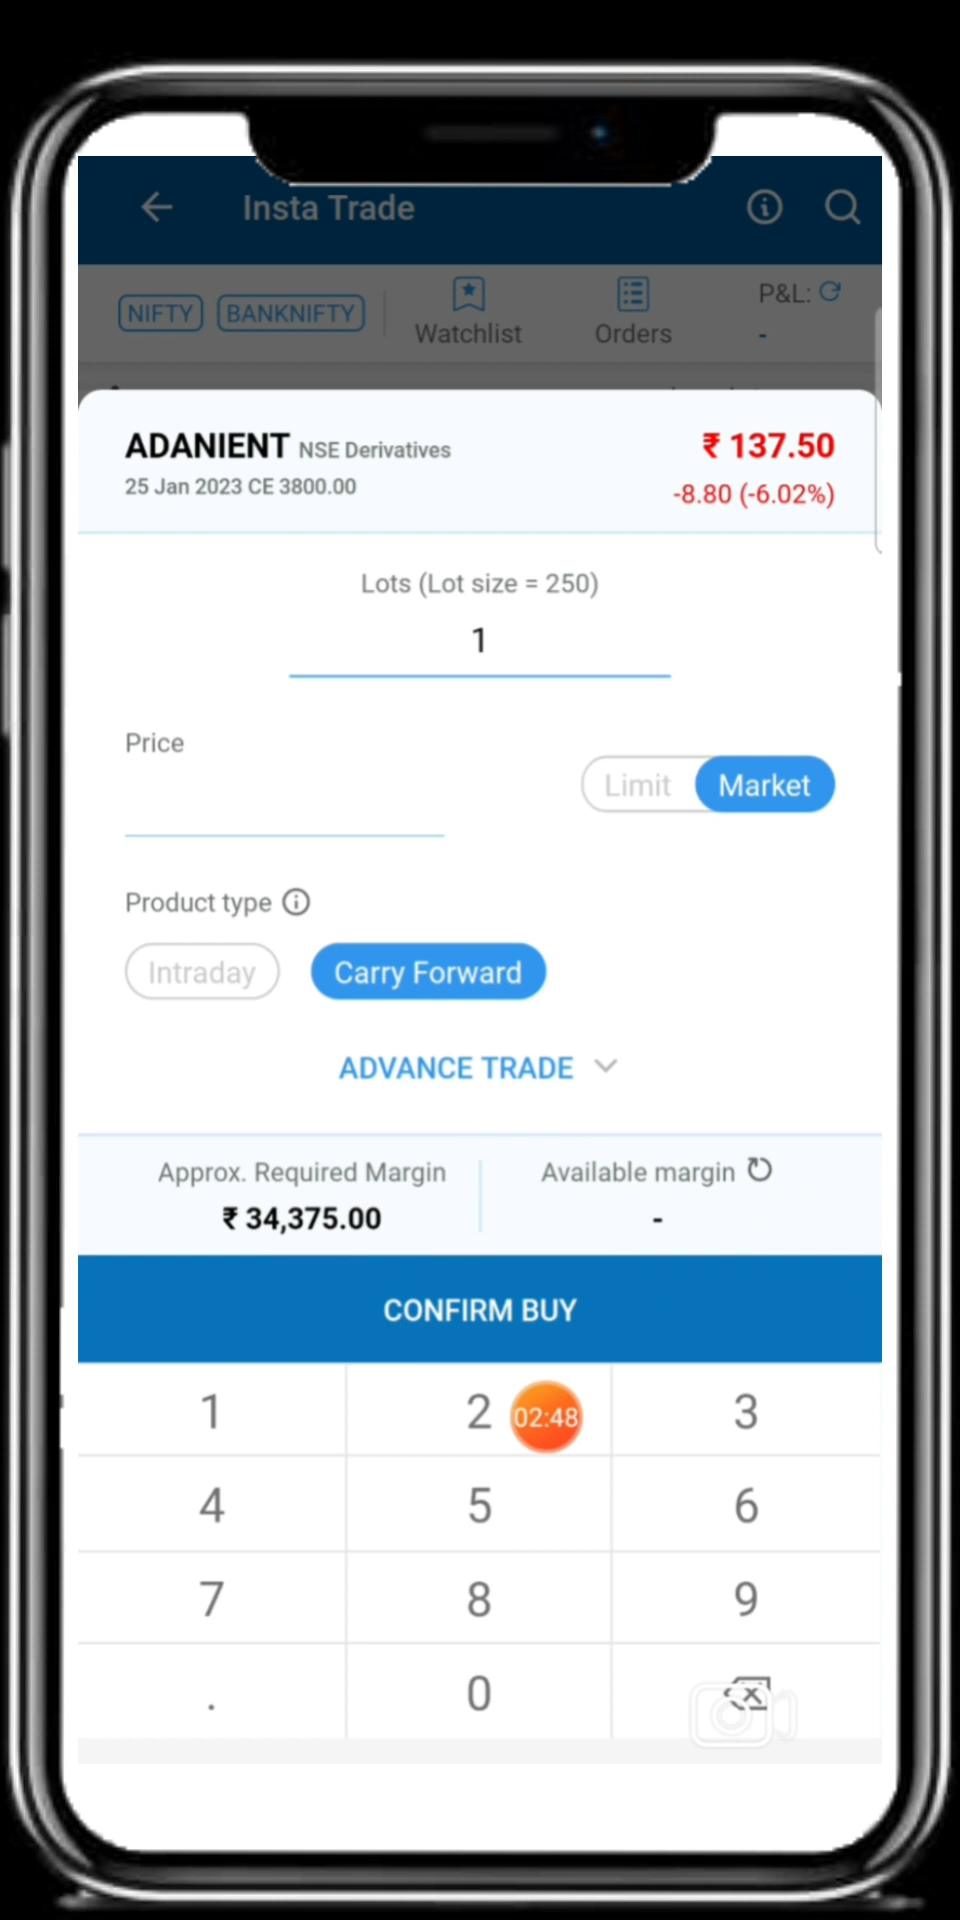 Insta Trade
NIFTY BANKNIFTY Watchlist Orders P&L: -
ADANIENT NSE Derivatives ₹ 137.50
25 Jan 2023 CE 3800.00 -8.80 (-6.02%)
Lots (Lot size = 250)
1
Price
Limit Market
Product type
Intraday Carry Forward
ADVANCE TRADE
Approx. Required Margin Available margin
₹ 34,375.00 -
CONFIRM BUY
1 2 02:48 3
4 5 6
7 8 9
. 0